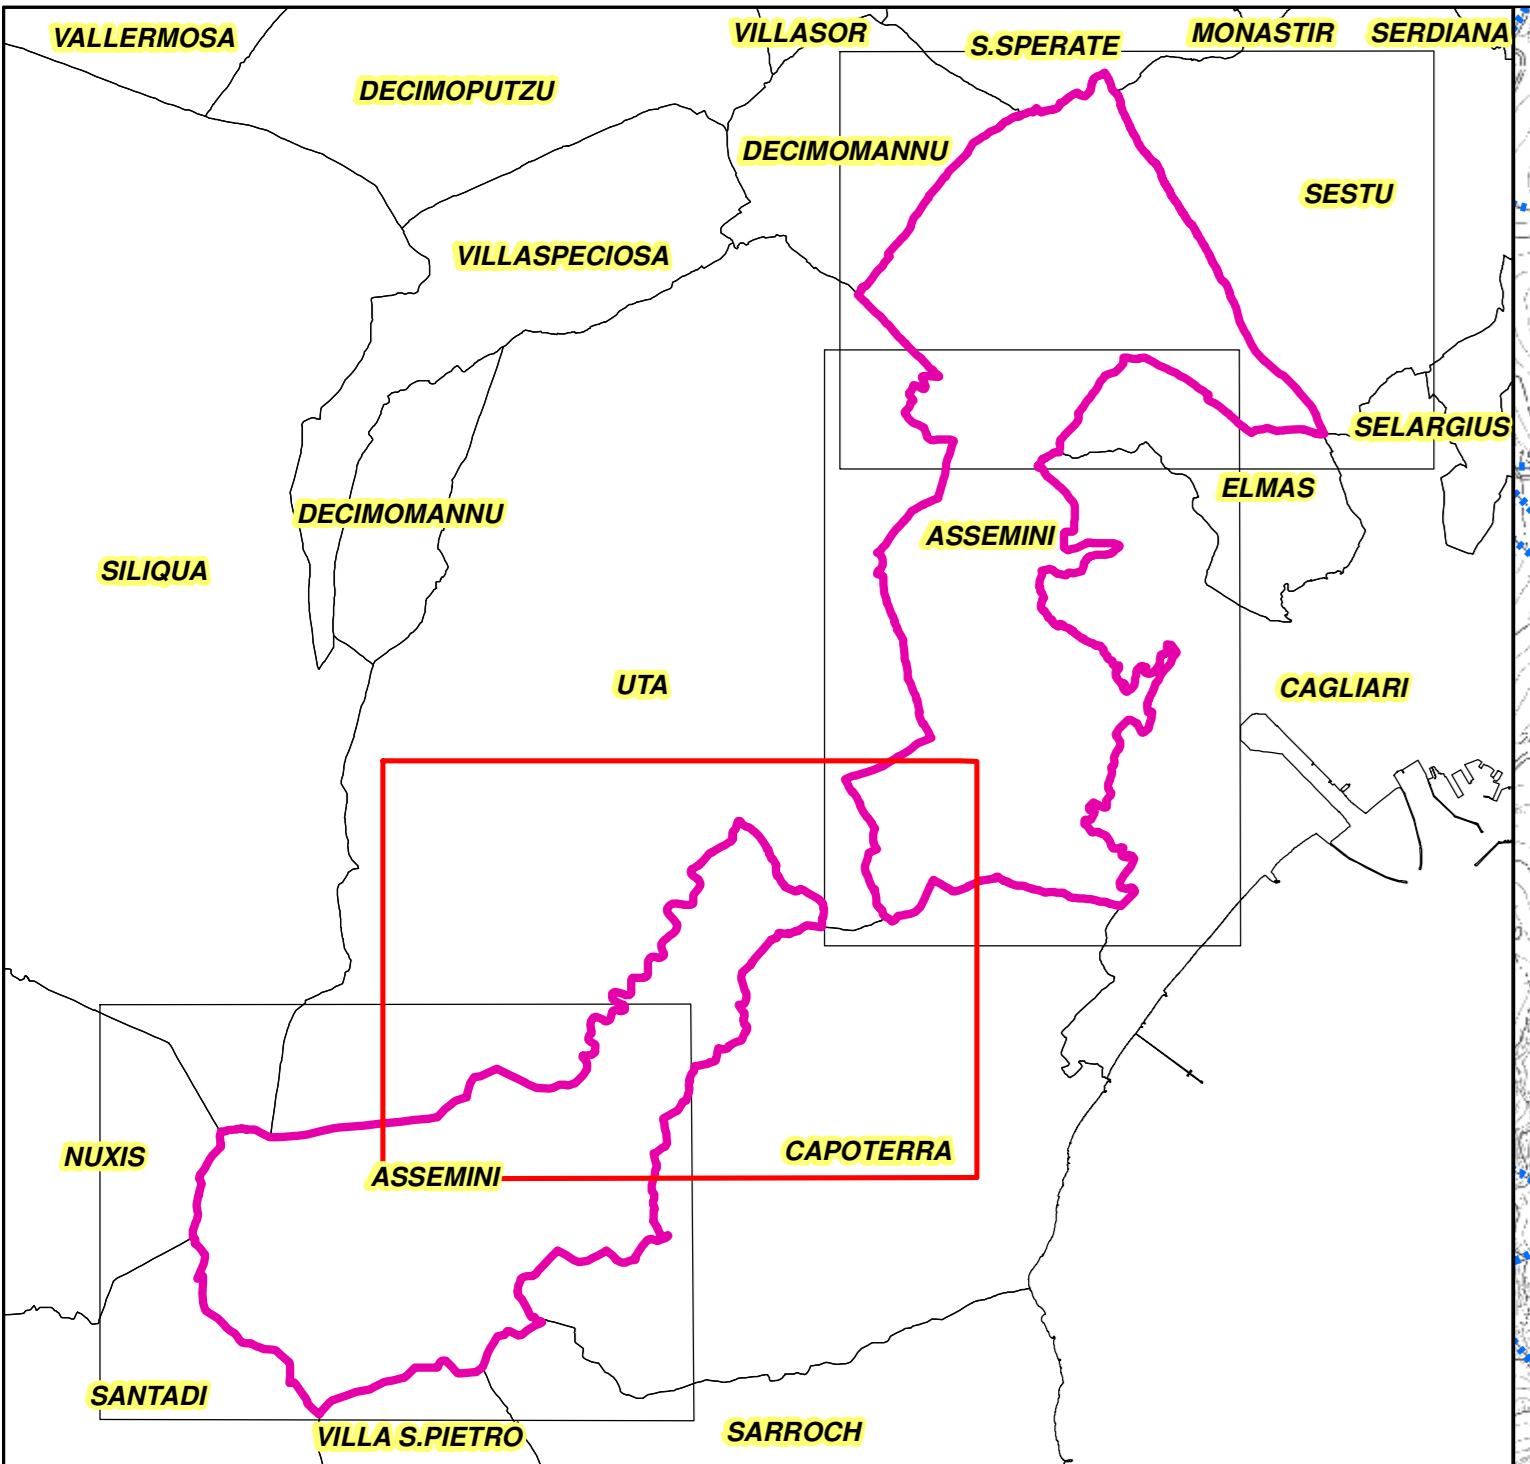 VALLERMOSA
VILLASOR
S.SPERATE
MONASTIR
SERDIANA
DECIMOPUTZU
DECIMOMANNU
SESTU
VILLASPECIOSA
SELARGIUS
ELMAS
DECIMOMANNU
ASSEMINI
SILIQUA
UTA
CAGLIARI
NUXIS
CAPOTERRA
ASSEMINI
SANTADI
VILLA S.PIETRO
SARROCH